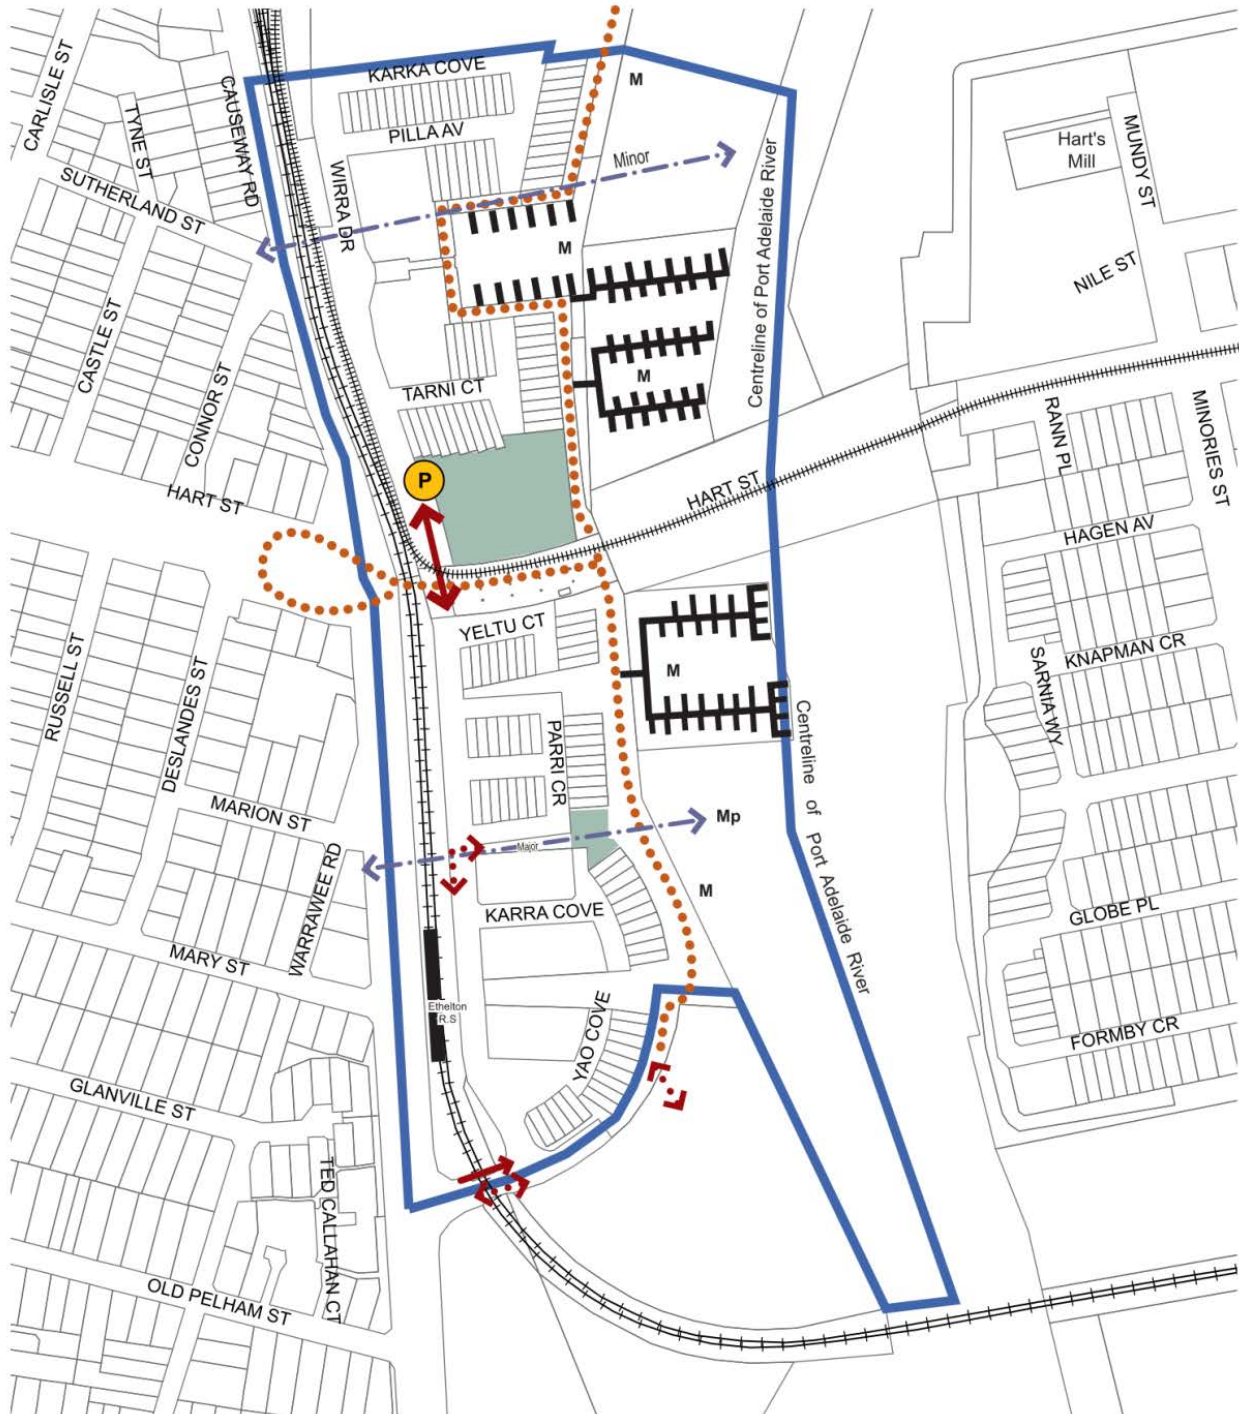 CARLISLE ST
TYNE ST
CAUSEWAY RD
KARKA COVE
M
PILLA AV
Minor
Hart's
Mill
MUNDY ST
SUTHERLAND ST
WIRRA DR
M
Centreline of Port Adelaide River
NILE ST
CASTLE ST
CONNOR ST
TARNI CT
M
RANN PL
MINORIES ST
P
HART ST
HART ST
HAGEN AV
YELTU CT
M
KNAPMAN CR
SARNIA WY
RUSSELL ST
DESLANDES ST
PARRI CR
Centreline of Port Adelaide River
MARION ST
Mp
Major
WARRAWEE RD
M
KARRA COVE
GLOBE PL
MARY ST
Ethelton
R.S
YAO COVE
FORMBY CR
GLANVILLE ST
TED CALLAHAN CT
OLD PELHAM ST